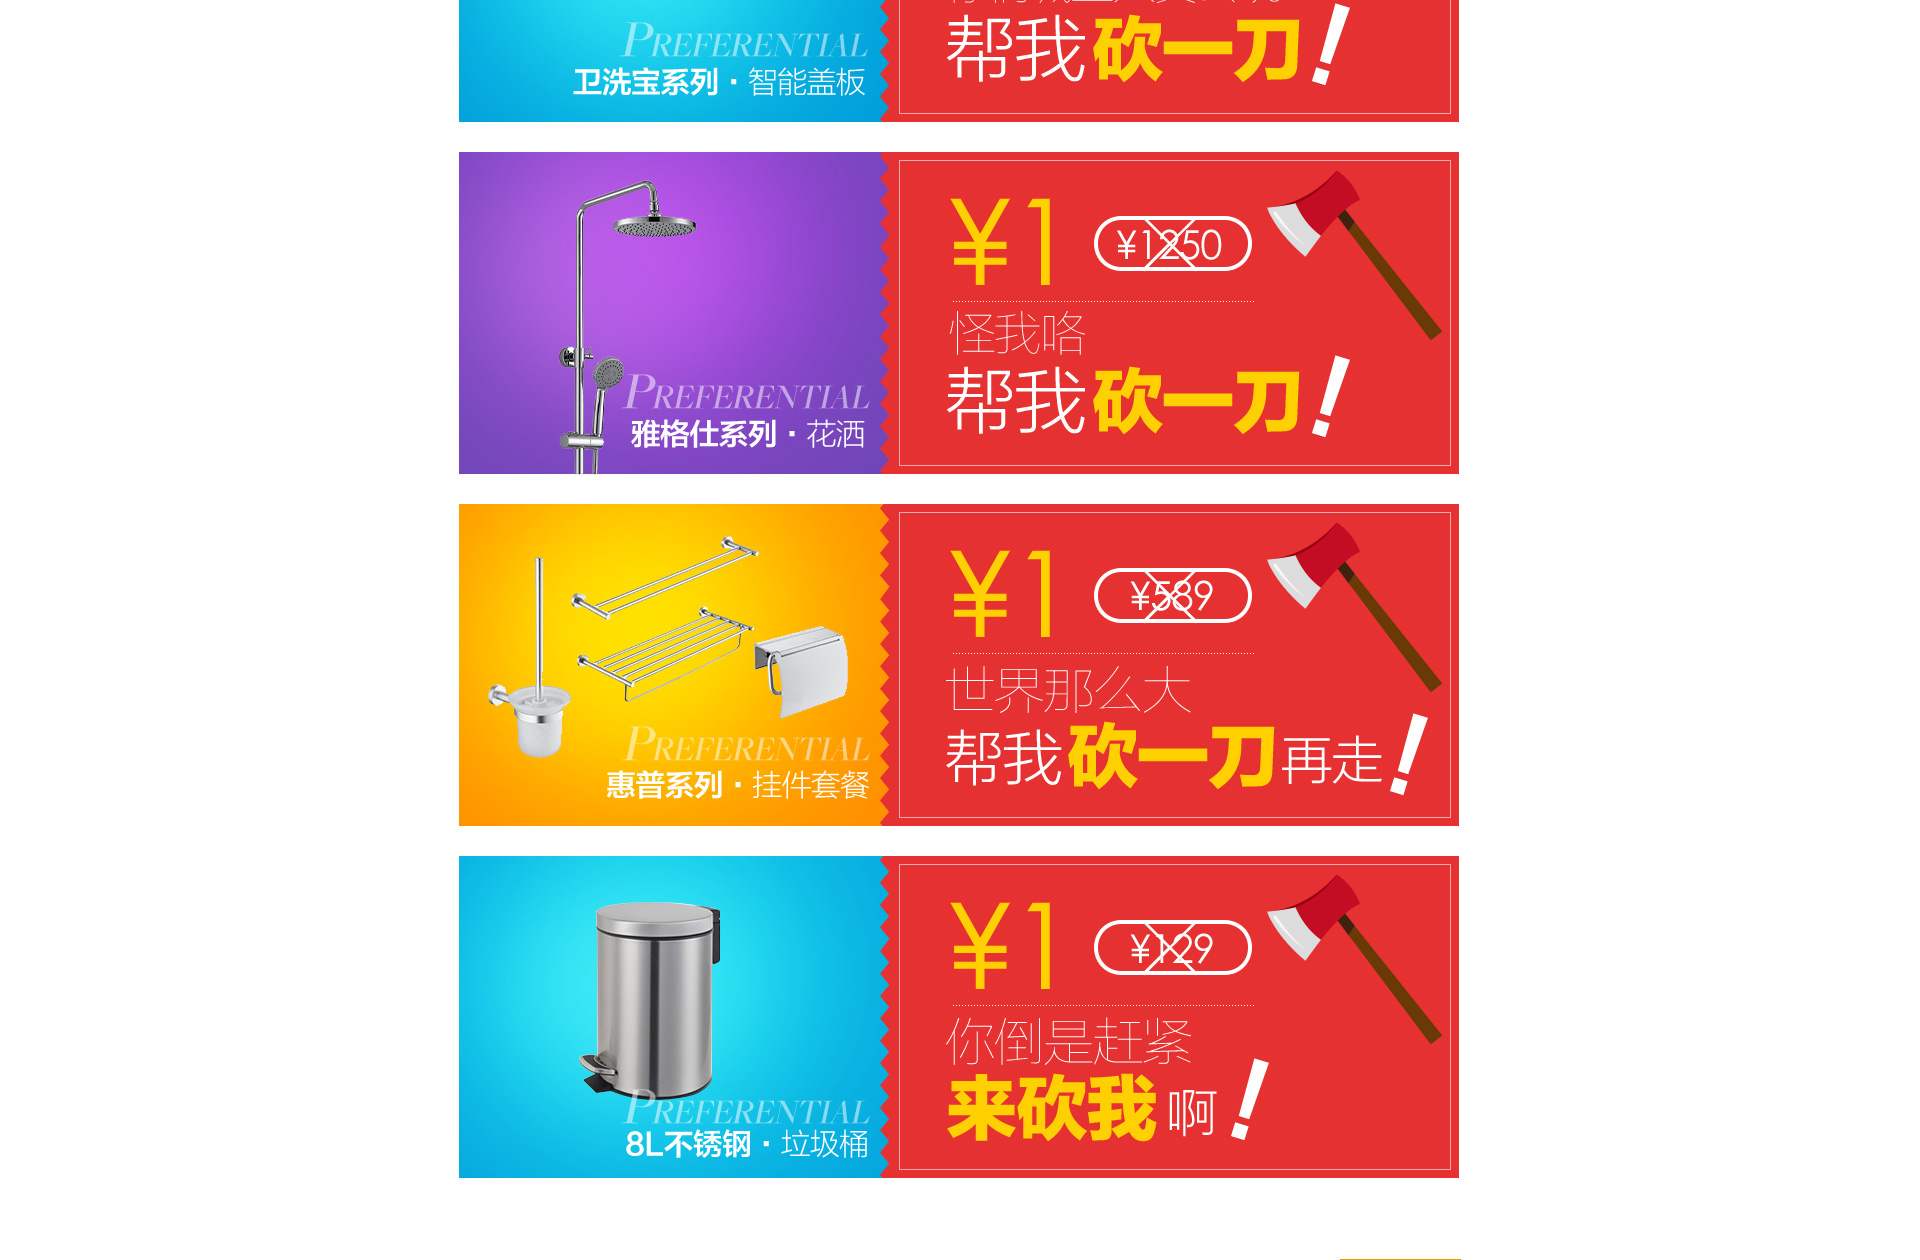 PREFERENTIAL
卫洗宝系列·智能盖板
帮我砍一刀!
¥1 ¥1250
怪我咯
帮我砍一刀!
PREFERENTIAL
雅格仕系列·花洒
¥1 ¥589
世界那么大
帮我砍一刀再走!
PREFERENTIAL
惠普系列·挂件套餐
¥1 ¥129
你倒是赶紧
来砍我啊!
PREFERENTIAL
8L不锈钢·垃圾桶